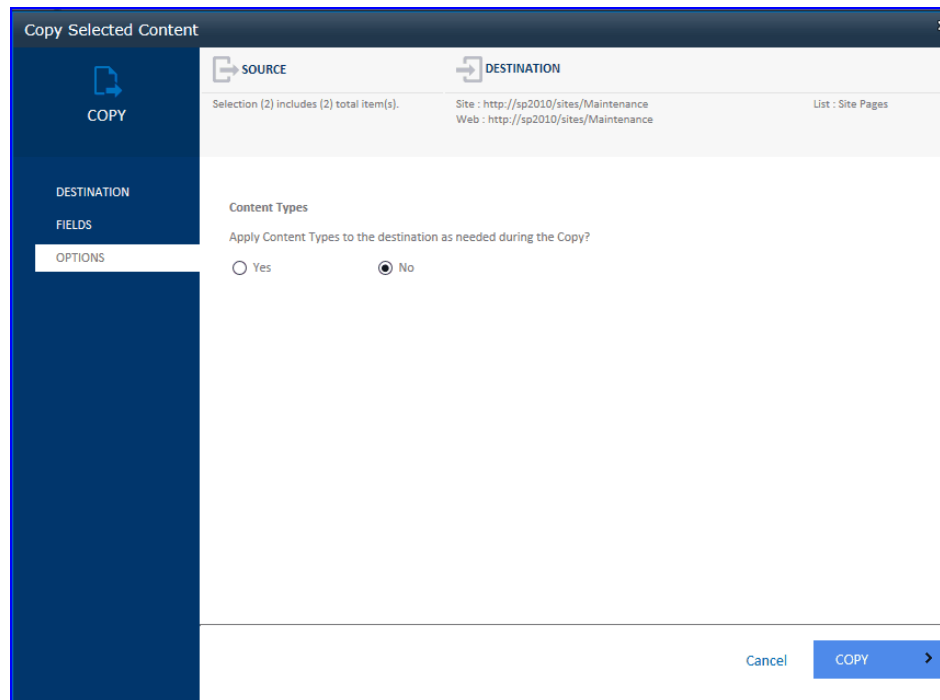 Copy Selected Content
COPY
SOURCE
DESTINATION
Selection (2) includes (2) total item(s).
Site : http://sp2010/sites/Maintenance
List : Site Pages
Web : http://sp2010/sites/Maintenance
DESTINATION
FIELDS
OPTIONS
Content Types
Apply Content Types to the destination as needed during the Copy?
Yes
No
Cancel
COPY